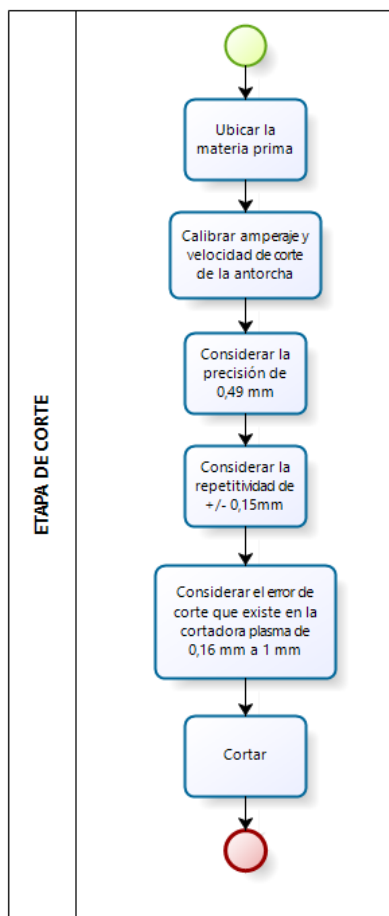 ETAPA DE CORTE
Ubicar la
materia prima
Calibrar amperaje y
velocidad de corte
de la antorcha
Considerar la
precisión de
0,49 mm
Considerar la
repetitividad de
+/- 0,15mm
Considerar el error de
corte que existe en la
cortadora plasma de
0,16 mm a 1 mm
Cortar